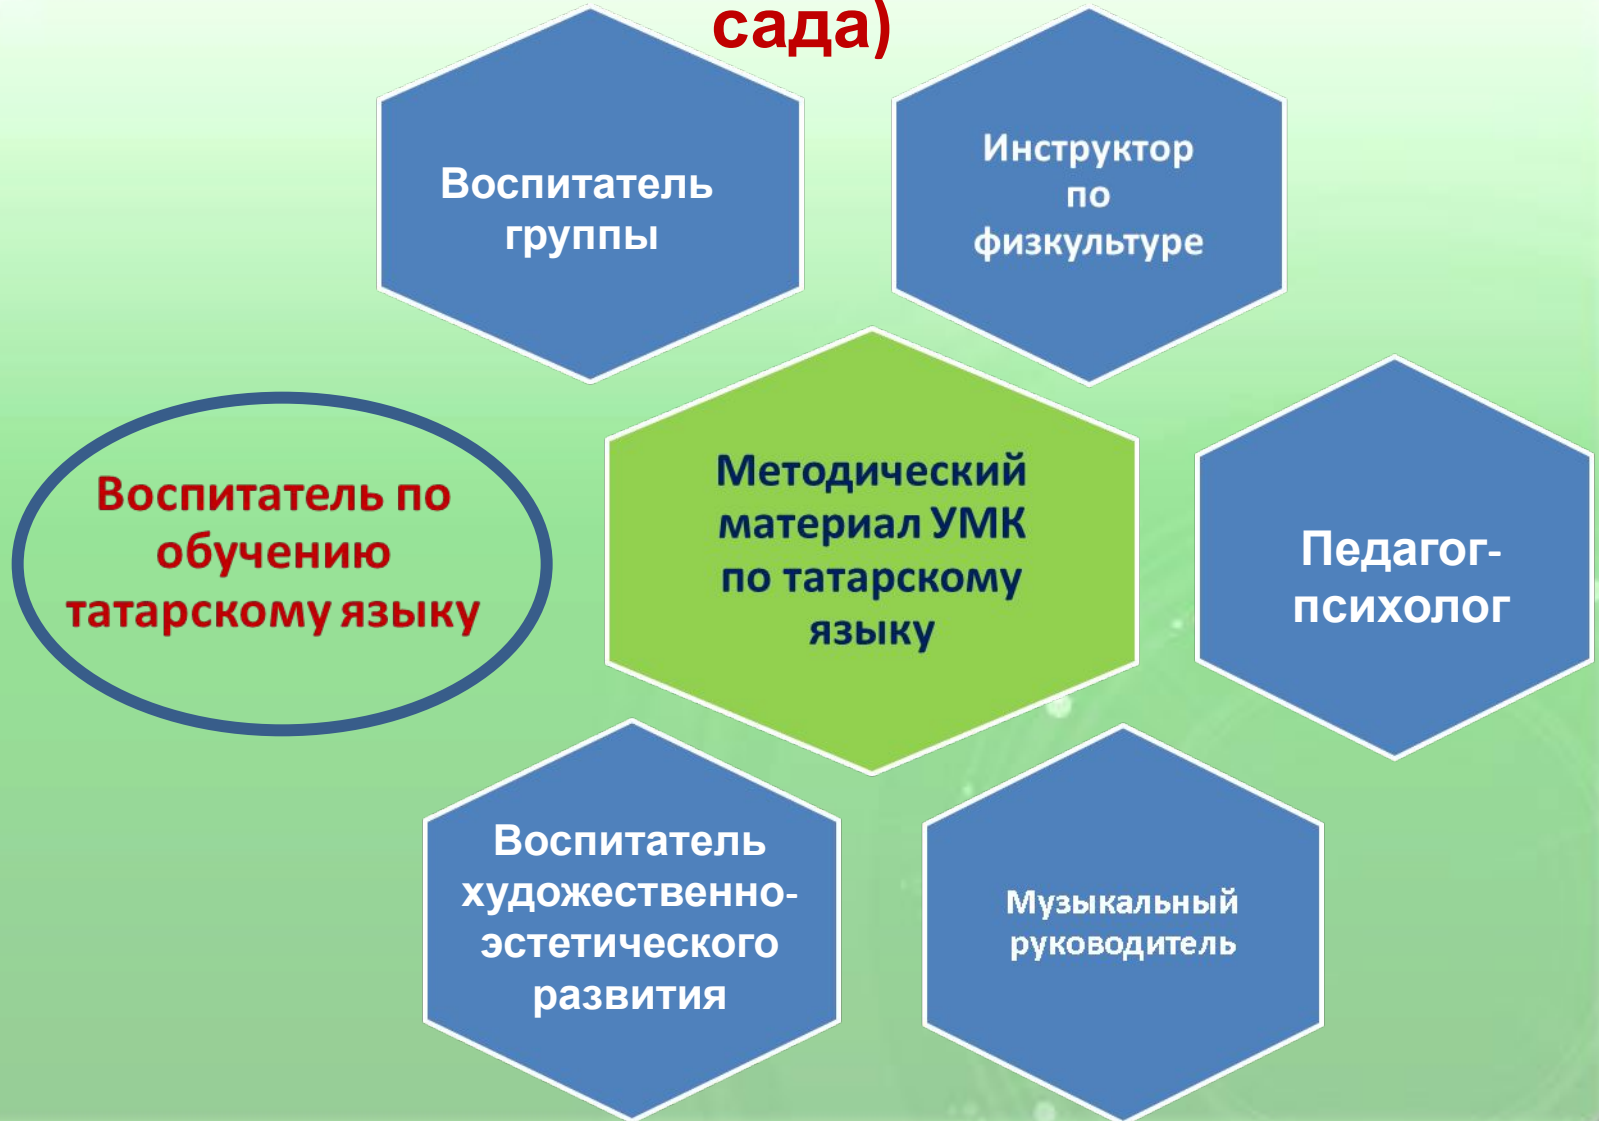 сада)
Воспитатель
группы
Инструктор
по
физкультуре
Воспитатель по
обучению
татарскому языку
Методический
материал УМК
по татарскому
языку
Педагог-
психолог
Воспитатель
художественно-
эстетического
развития
Музыкальный
руководитель